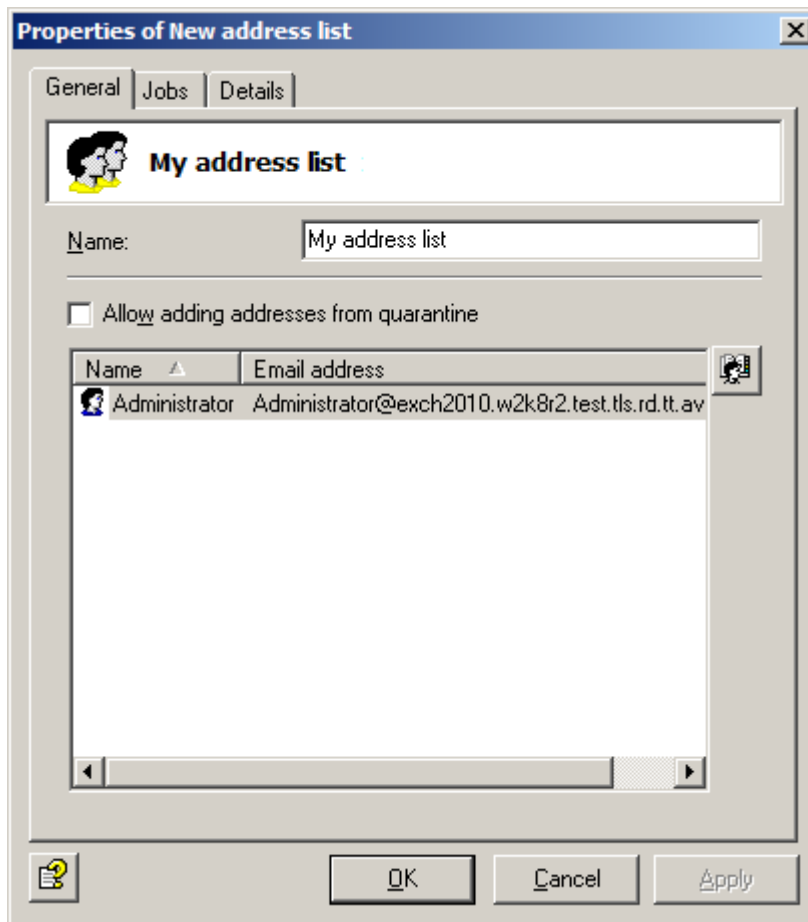 Properties of New address list
General Jobs Details
My address list
Name: My address list
Allow adding addresses from quarantine
Name Email address
Administrator Administrator@exch2010.w2k8r2.test.tls.rd.tt.av
OK Cancel Apply